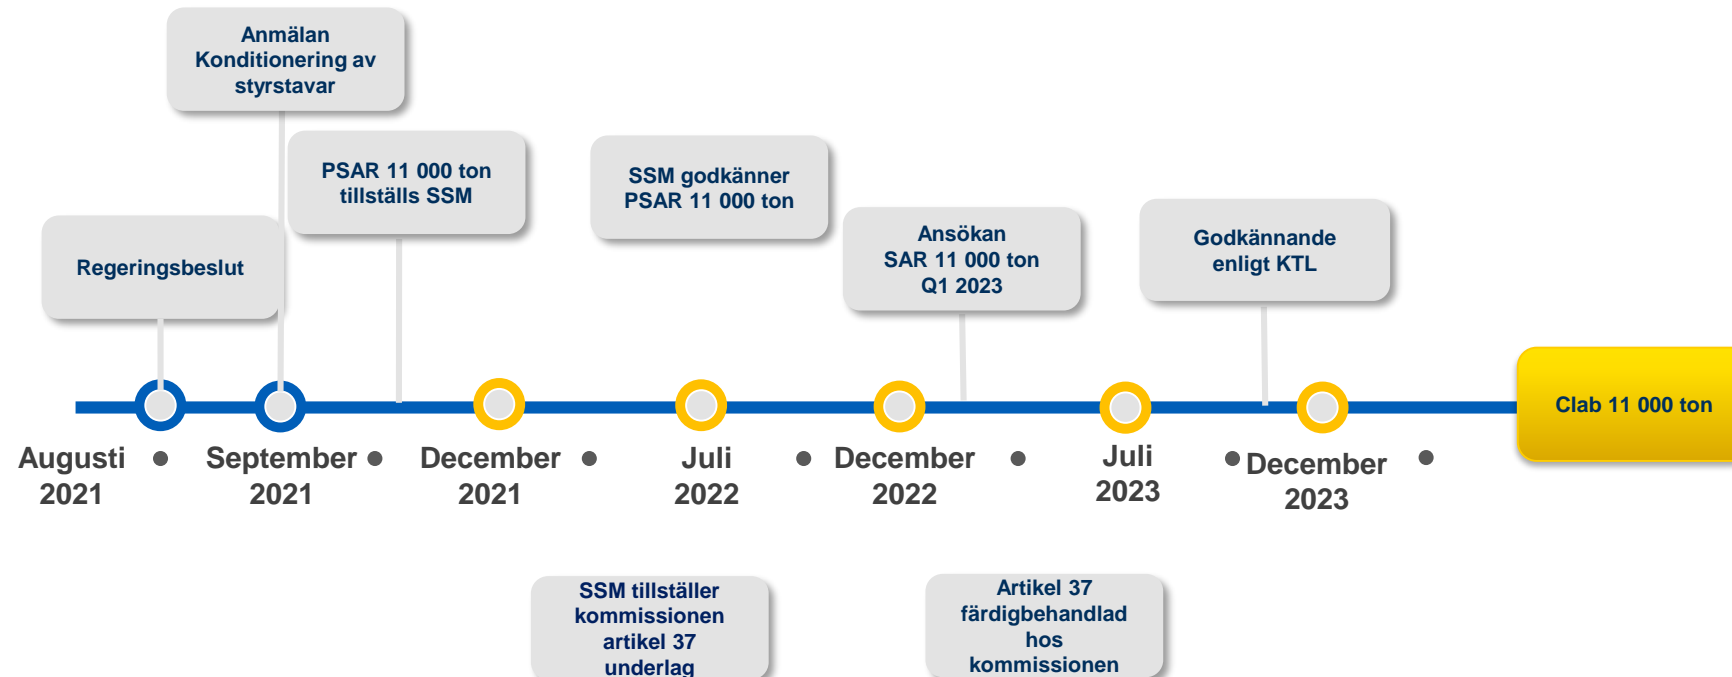 Anmälan
Konditionering av
styrstavar
PSAR 11 000 ton
tillställs SSM
SSM godkänner
PSAR 11 000 ton
Regeringsbeslut
Ansökan
SAR 11 000 ton
Q1 2023
Godkännande
enligt KTL
Clab 11 000 ton
Augusti
2021
September
2021
December
2021
Juli
2022
December
2022
Juli
2023
December
2023
SSM tillställer
kommissionen
artikel 37
underlag
Artikel 37
färdigbehandlad
hos
kommissionen